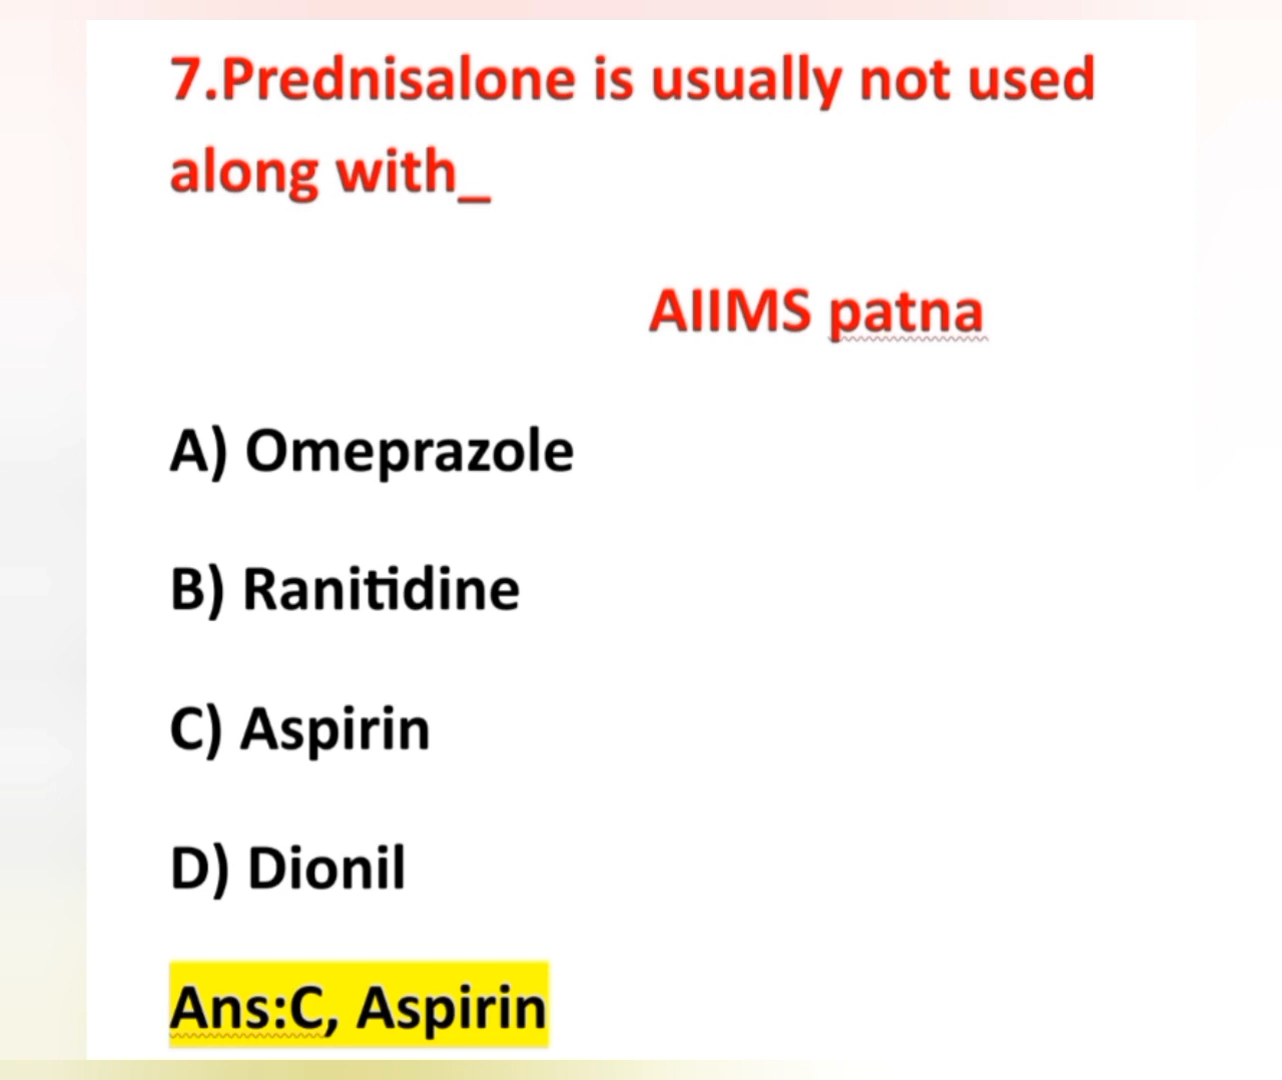 7.Prednisalone is usually not used
along with_
AIIMS patna
A) Omeprazole
B) Ranitidine
C) Aspirin
D) Dionil
Ans:C, Aspirin